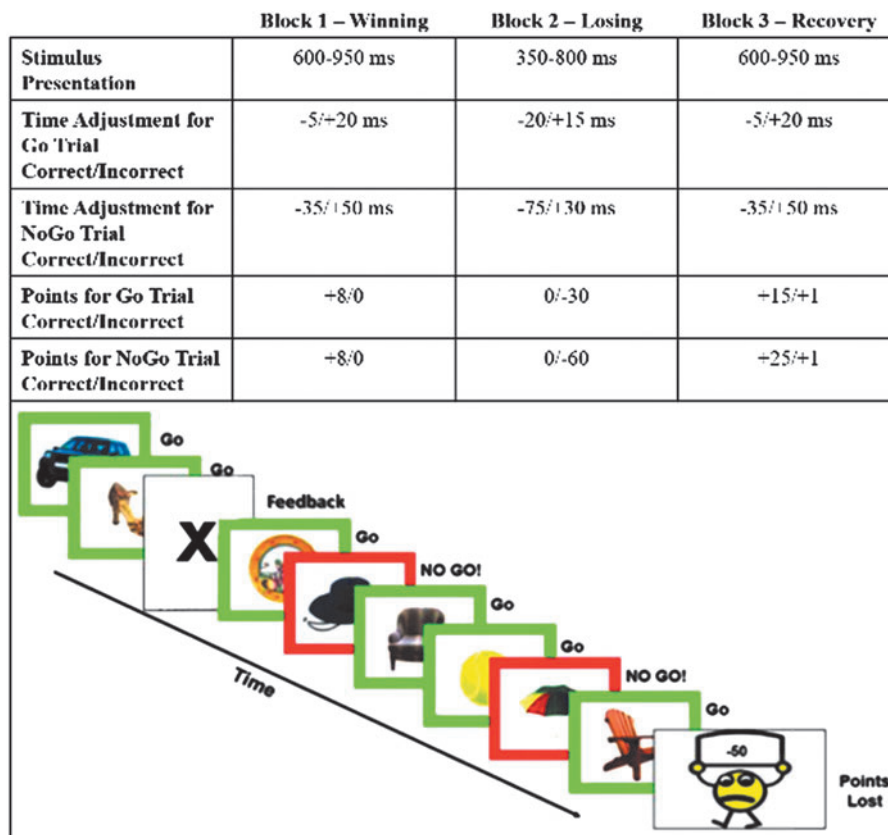 Block 1 – Winning Block 2 – Losing Block 3 – Recovery
Stimulus Presentation 600-950 ms 350-800 ms 600-950 ms
Time Adjustment for Go Trial Correct/Incorrect -5/+20 ms -20/+15 ms -5/+20 ms
Time Adjustment for NoGo Trial Correct/Incorrect -35/+50 ms -75/+30 ms -35/+50 ms
Points for Go Trial Correct/Incorrect +8/0 0/-30 +15/+1
Points for NoGo Trial Correct/Incorrect +8/0 0/-60 +25/+1
Go
Go
X
Feedback
Go
NO GO!
Go
Go
NO GO!
Go
Time
-50
Points
Lost